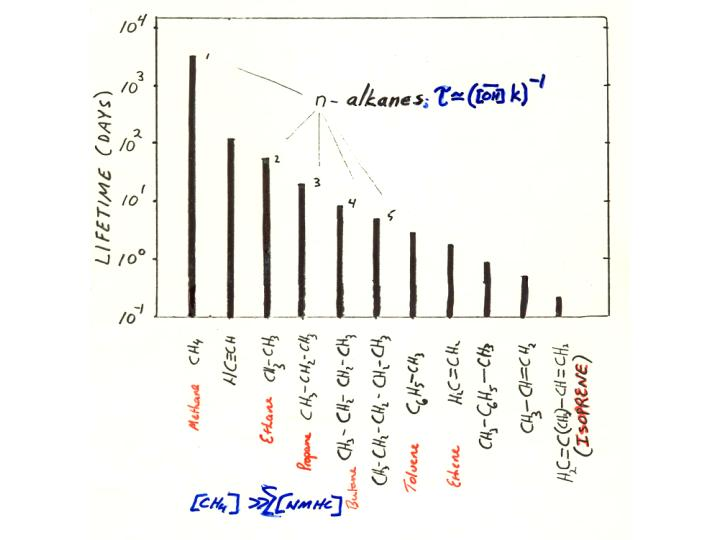 LIFETIME (DAYS)
10⁴
10³
10²
10¹
10⁰
10⁻¹
n-alkanes; τ≃([OH] k)⁻¹
1
2
3
4
5
CH₄
HC≡CH
CH₃-CH₃
CH₃-CH₂-CH₃
CH₃-CH₂-CH₂-CH₃
CH₃-CH₂-CH₂-CH₂-CH₃
C₆H₅-CH₃
H₂C=CH₂
CH₃-C₆H₅-CH₃
CH₃-CH=CH₂
H₂C=C(CH₃)-CH=CH₂
(ISOPRENE)
Methane
Ethane
Propane
Butane
Toluene
Ethene
[CH₄] >> Σ[NMHC]